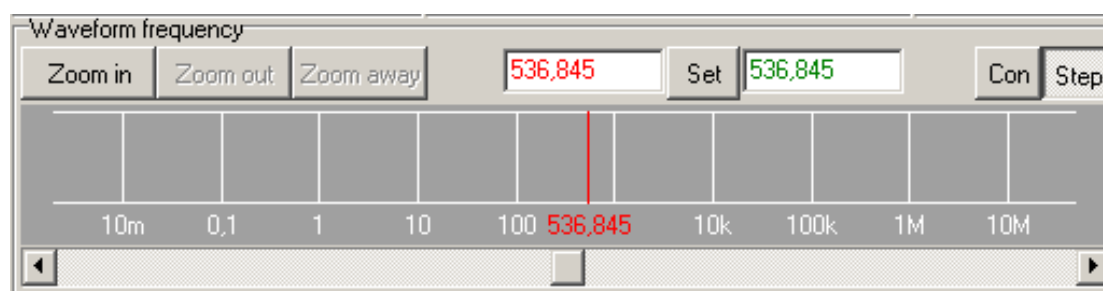 Waveform frequency
Zoom in Zoom out Zoom away 536,845 Set 536,845 Con Step
10m 0,1 1 10 100 536,845 10k 100k 1M 10M